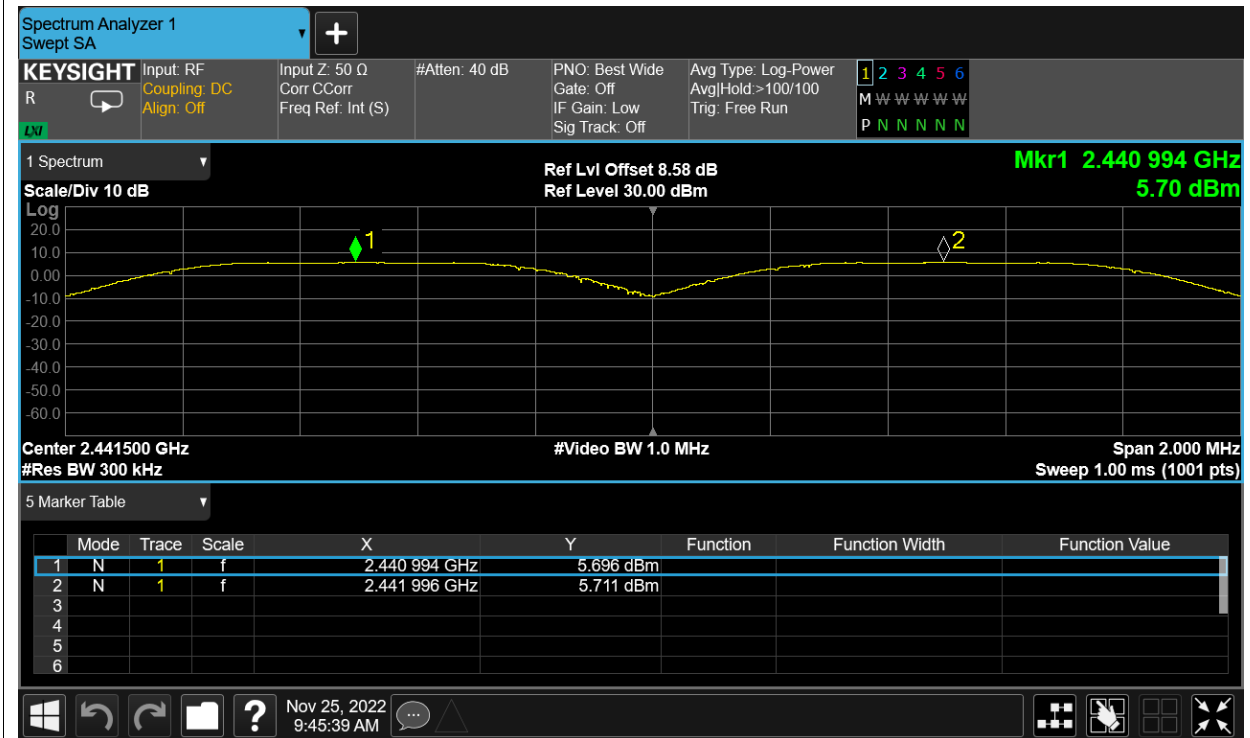 Spectrum Analyzer 1
Swept SA
+
KEYSIGHT
R
LXI
Input: RF
Coupling: DC
Align: Off
Input Z: 50 Ω
Corr CCorr
Freq Ref: Int (S)
#Atten: 40 dB
PNO: Best Wide
Gate: Off
IF Gain: Low
Sig Track: Off
Avg Type: Log-Power
Avg|Hold:>100/100
Trig: Free Run
1 2 3 4 5 6
M W W W W W
P N N N N N
1 Spectrum
Scale/Div 10 dB
Ref Lvl Offset 8.58 dB
Ref Level 30.00 dBm
Mkr1 2.440 994 GHz
5.70 dBm
Log
20.0
10.0
0.00
-10.0
-20.0
-30.0
-40.0
-50.0
-60.0
1
2
Center 2.441500 GHz
#Res BW 300 kHz
#Video BW 1.0 MHz
Span 2.000 MHz
Sweep 1.00 ms (1001 pts)
5 Marker Table
Mode Trace Scale X Y Function Function Width Function Value
1 N 1 f 2.440 994 GHz 5.696 dBm
2 N 1 f 2.441 996 GHz 5.711 dBm
3
4
5
6
?
Nov 25, 2022
9:45:39 AM